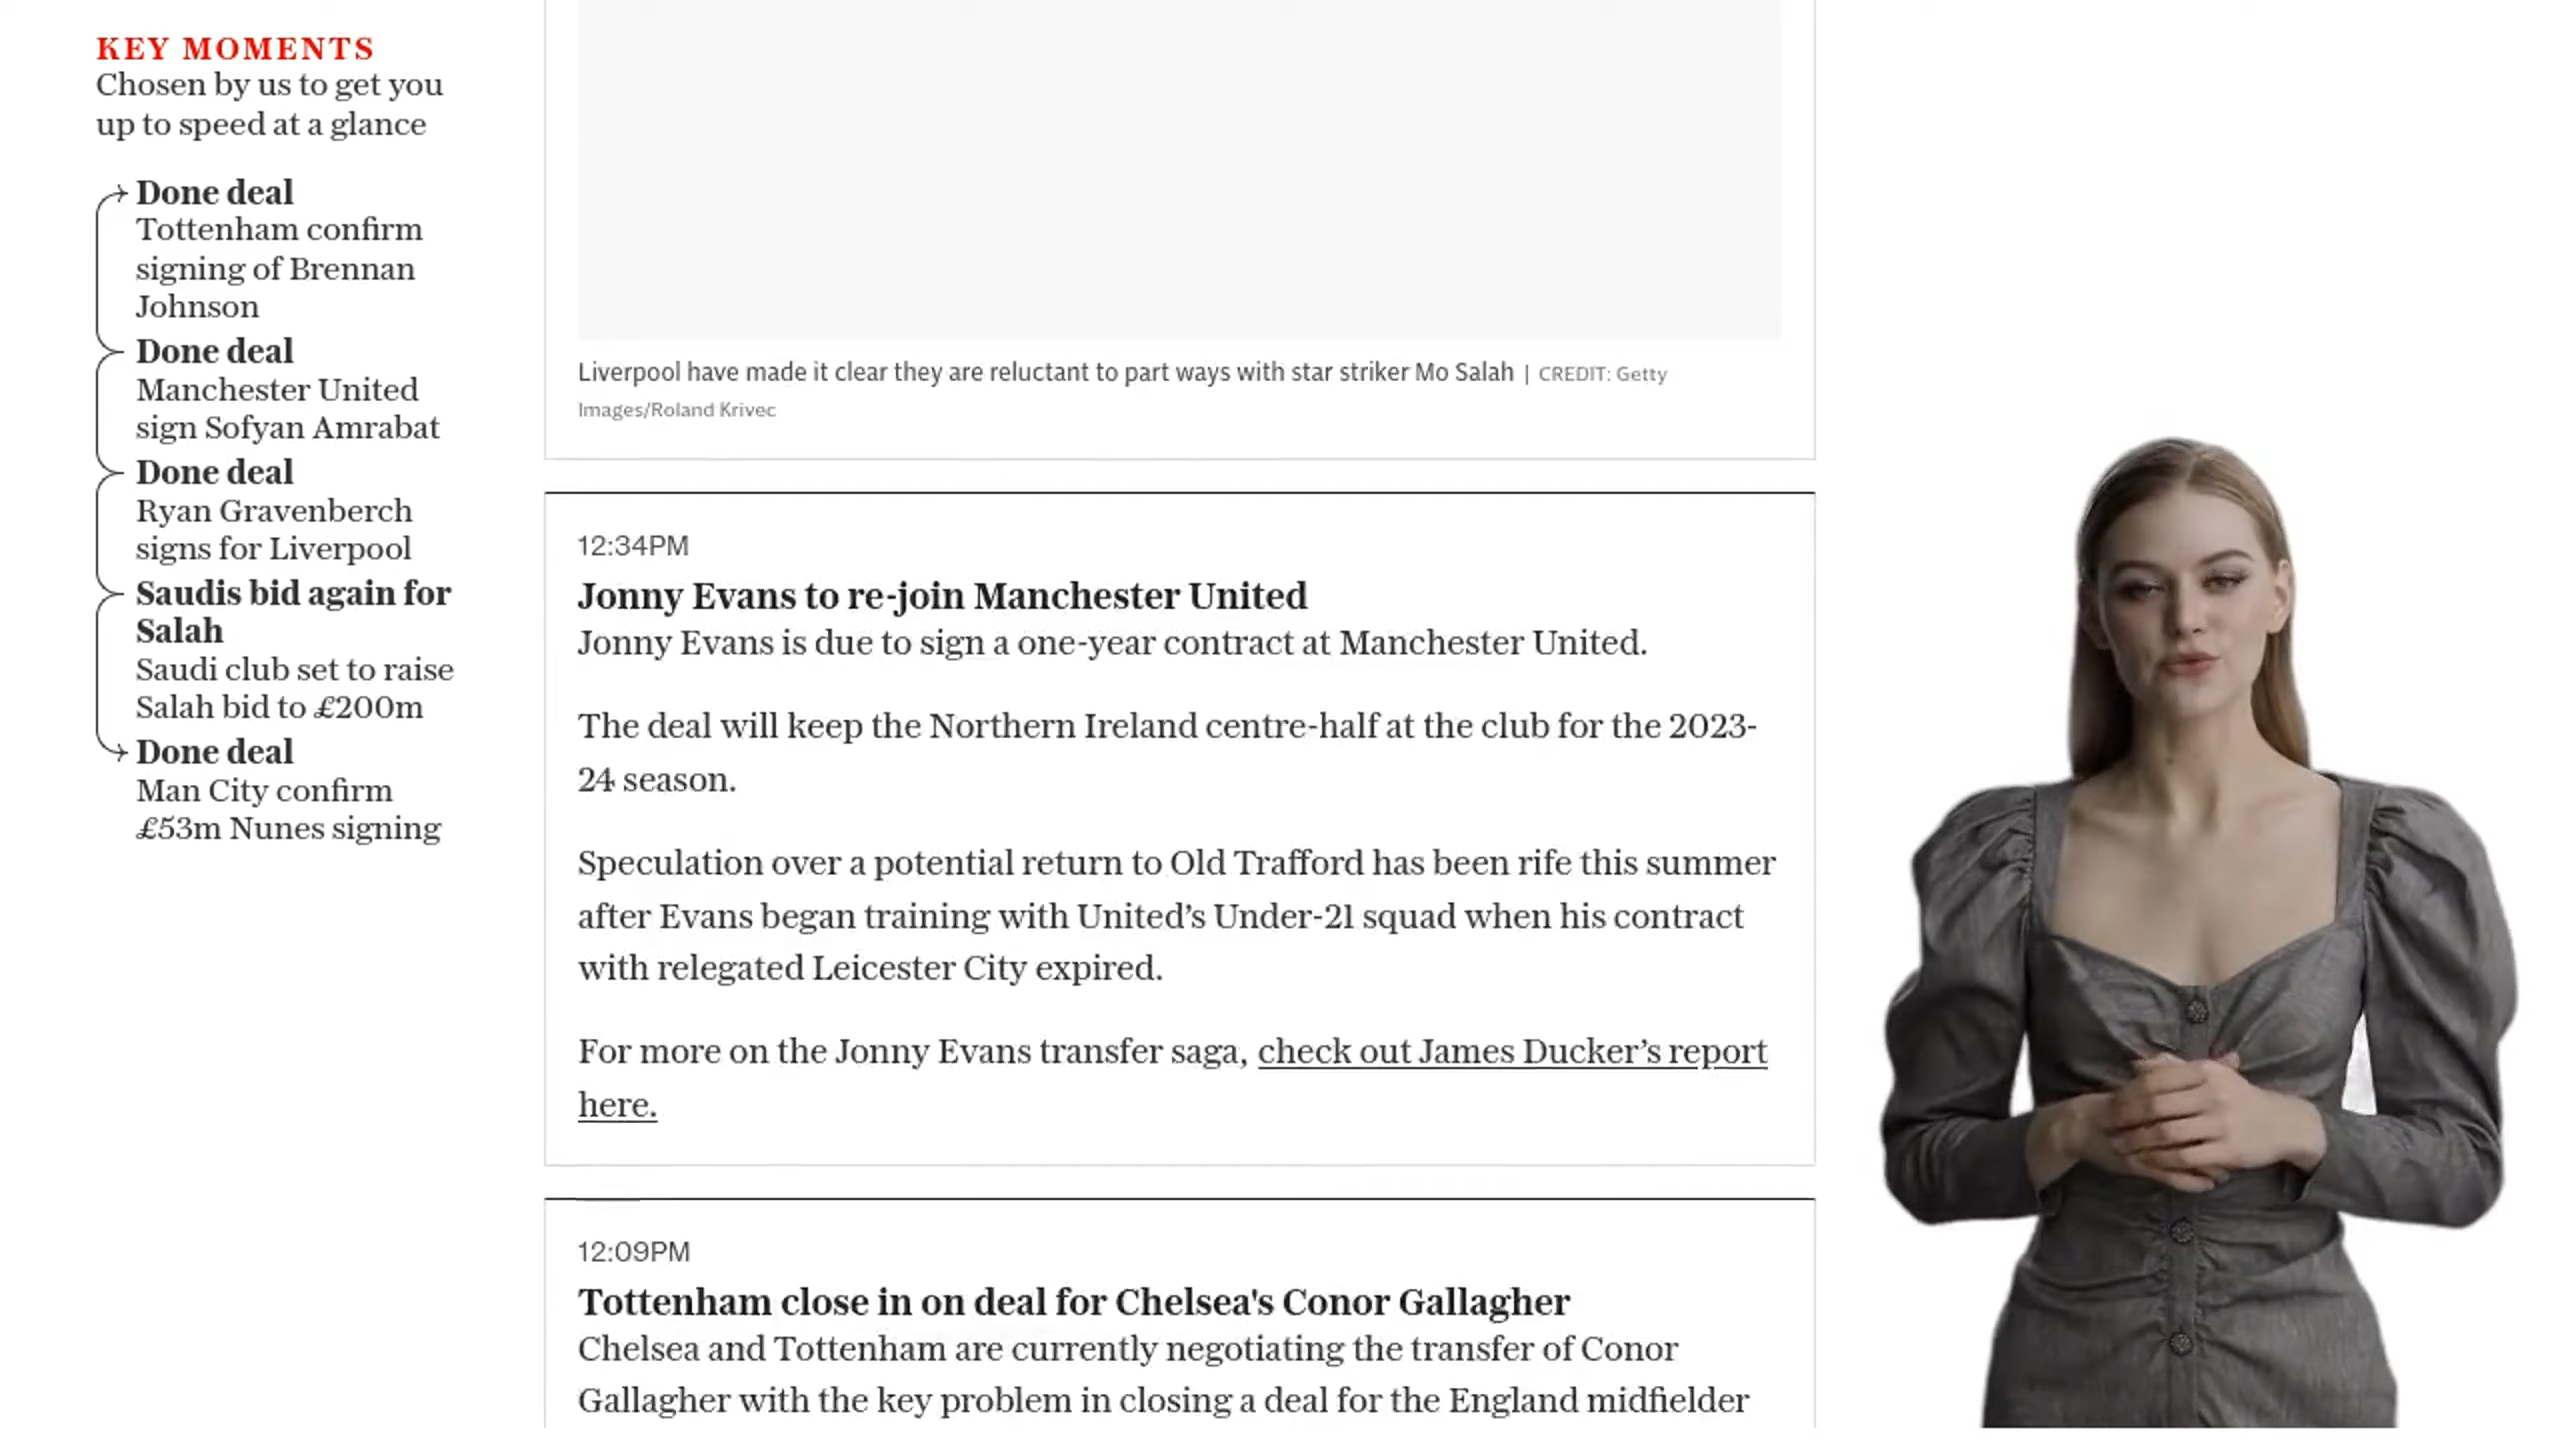 KEY MOMENTS
Chosen by us to get you
up to speed at a glance
Done deal
Tottenham confirm
signing of Brennan
Johnson
Done deal
Manchester United
sign Sofyan Amrabat
Done deal
Ryan Gravenberch
signs for Liverpool
Saudis bid again for
Salah
Saudi club set to raise
Salah bid to £200m
Done deal
Man City confirm
£53m Nunes signing
Liverpool have made it clear they are reluctant to part ways with star striker Mo Salah | CREDIT: Getty
Images/Roland Krivec
12:34PM
Jonny Evans to re-join Manchester United
Jonny Evans is due to sign a one-year contract at Manchester United.
The deal will keep the Northern Ireland centre-half at the club for the 2023-
24 season.
Speculation over a potential return to Old Trafford has been rife this summer
after Evans began training with United’s Under-21 squad when his contract
with relegated Leicester City expired.
For more on the Jonny Evans transfer saga, check out James Ducker’s report
here.
12:09PM
Tottenham close in on deal for Chelsea's Conor Gallagher
Chelsea and Tottenham are currently negotiating the transfer of Conor
Gallagher with the key problem in closing a deal for the England midfielder